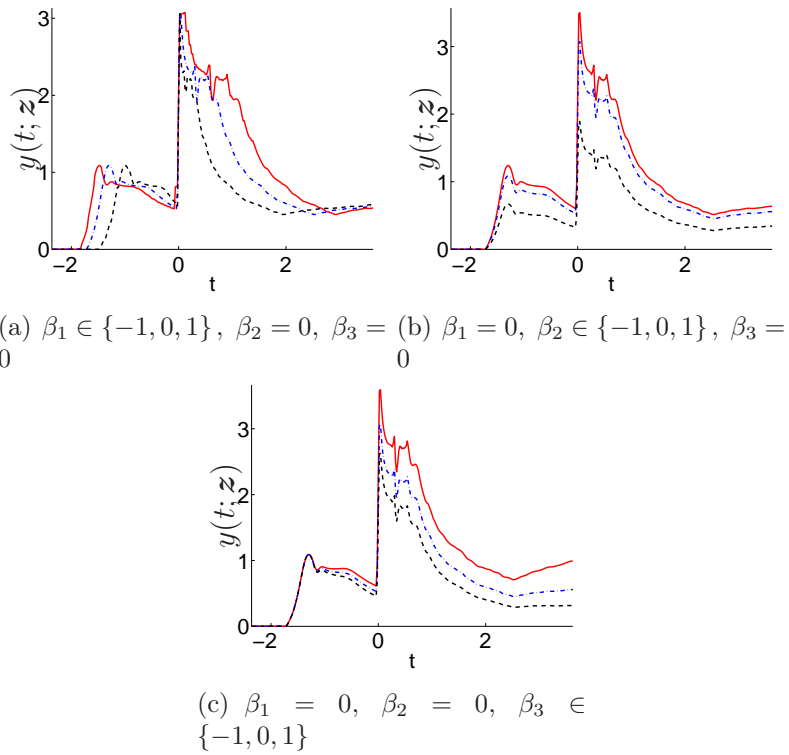 3
2
1
0
y(t; z)
−2 0 2
t
3
2
1
0
y(t; z)
−2 0 2
t
(a) β₁ ∈ {−1, 0, 1}, β₂ = 0, β₃ =
0
(b) β₁ = 0, β₂ ∈ {−1, 0, 1}, β₃ =
0
3
2
1
0
y(t; z)
−2 0 2
t
(c) β₁ = 0, β₂ = 0, β₃ ∈
{−1, 0, 1}